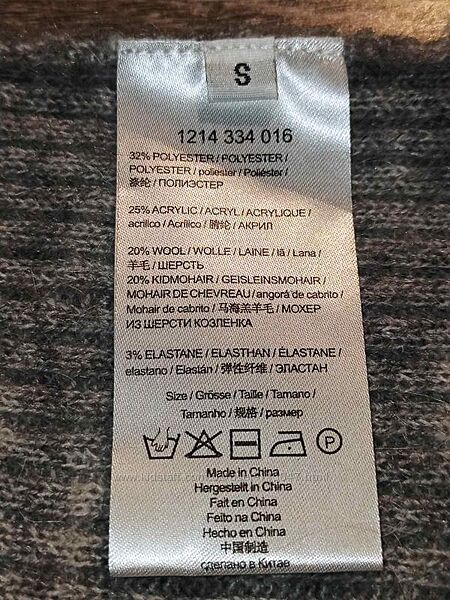 S
1214 334 016
32% POLYESTER / POLYESTER /
POLYESTER / poliester / Poliéster /
涤纶 / ПОЛИЭСТЕР
25% ACRYLIC / ACRYL / ACRYLIQUE /
acrilico / Acrílico / 腈纶 / АКРИЛ
20% WOOL / WOLLE / LAINE / lã / Lana /
羊毛 / ШЕРСТЬ
20% KIDMOHAIR / GEISLEINSMOHAIR /
MOHAIR DE CHEVREAU / angorá de cabrito /
Mohair de cabrito / 马海羔羊毛 / МОХЕР
ИЗ ШЕРСТИ КОЗЛЕНКА
3% ELASTANE / ELASTHAN / ÉLASTANE /
elastano / Elastán / 弹性纤维 / ЭЛАСТАН
Size / Grösse / Taille / Tamano /
Tamanho / 规格 / размер
P
Made in China
Hergestellt in China
Fait en China
Feito na China
Hecho en China
中国制造
сделано в Китае